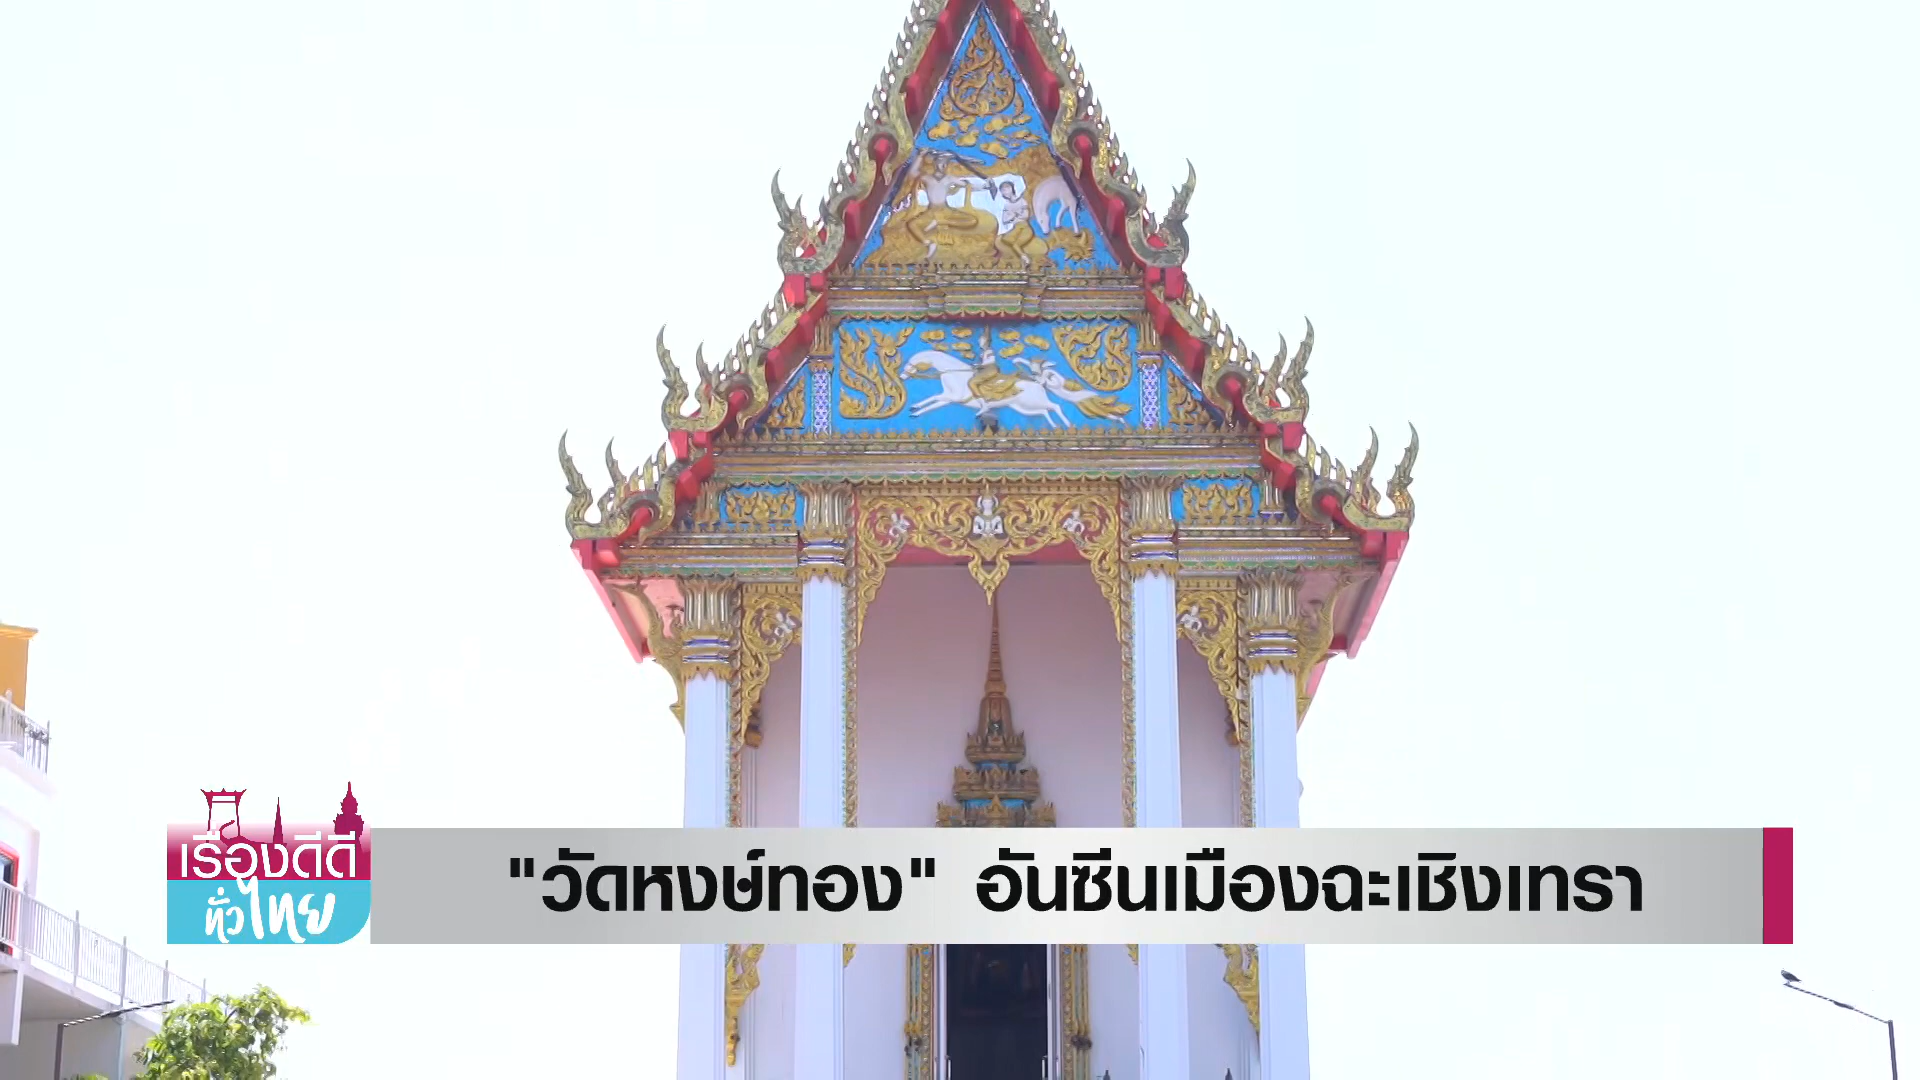 เรื่องดีดี
ทั่วไทย
"วัดหงษ์ทอง" อันซีนเมืองฉะเชิงเทรา